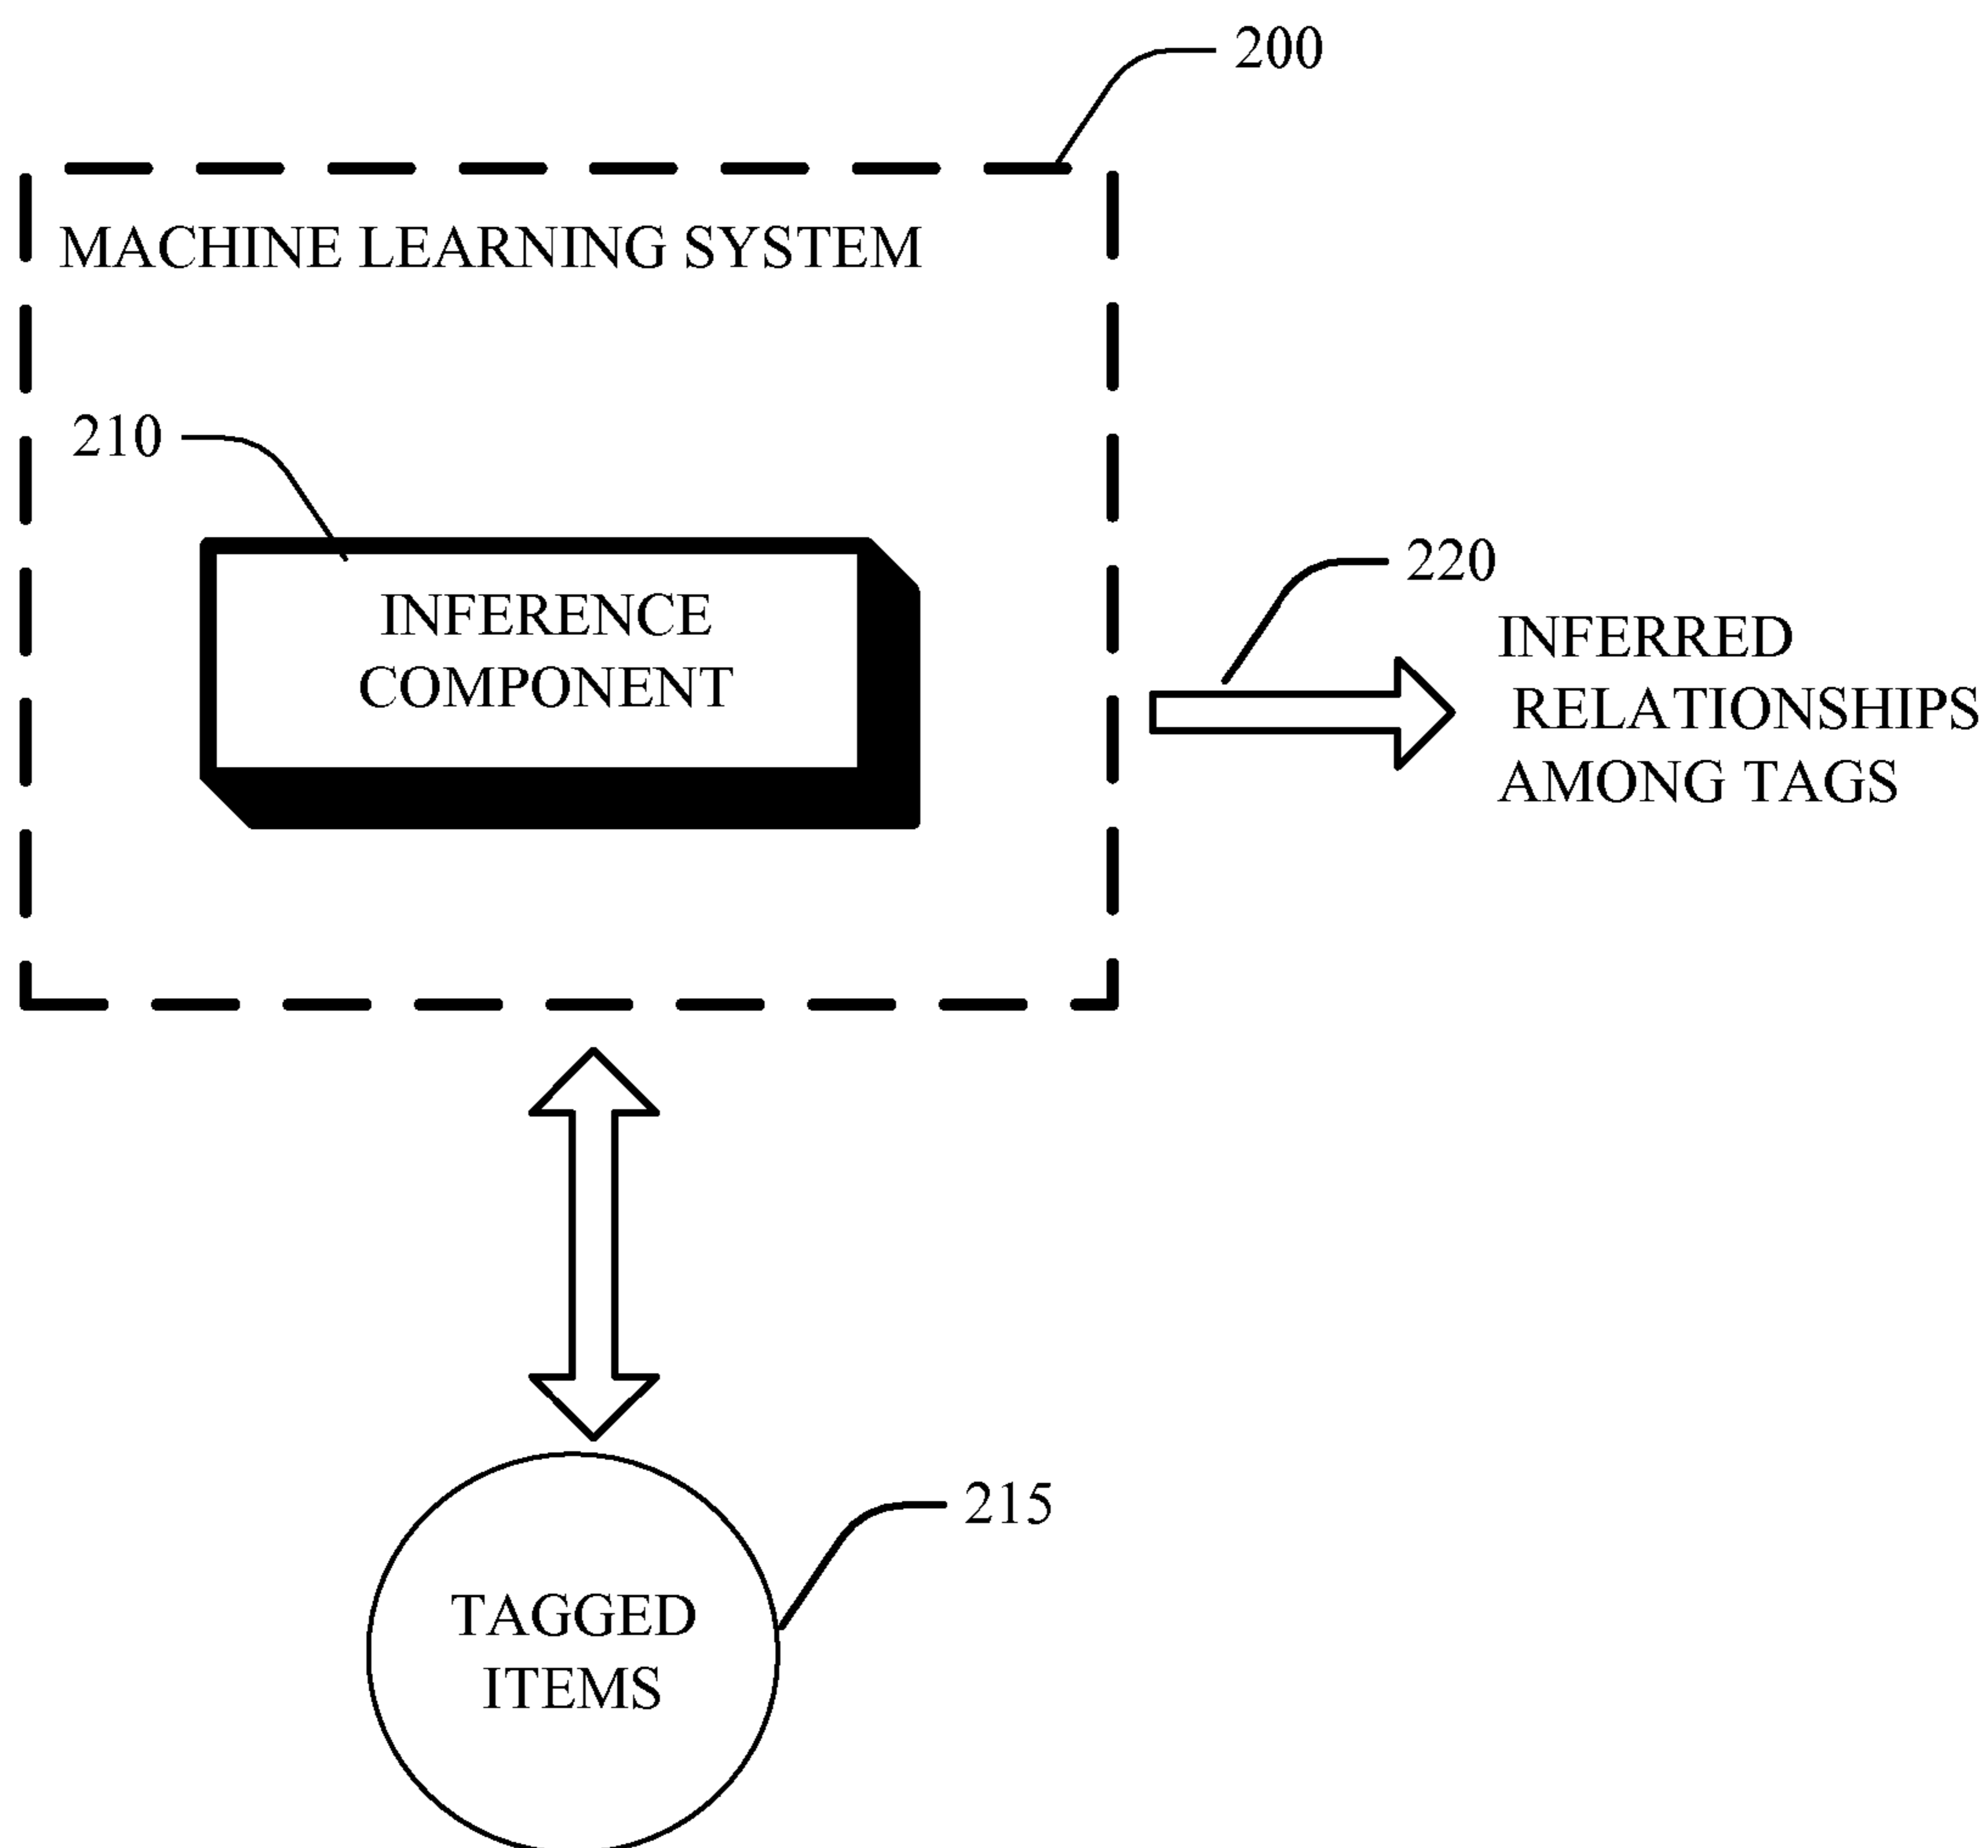 200
MACHINE LEARNING SYSTEM
210
INFERENCE
COMPONENT
220
INFERRED
RELATIONSHIPS
AMONG TAGS
215
TAGGED
ITEMS